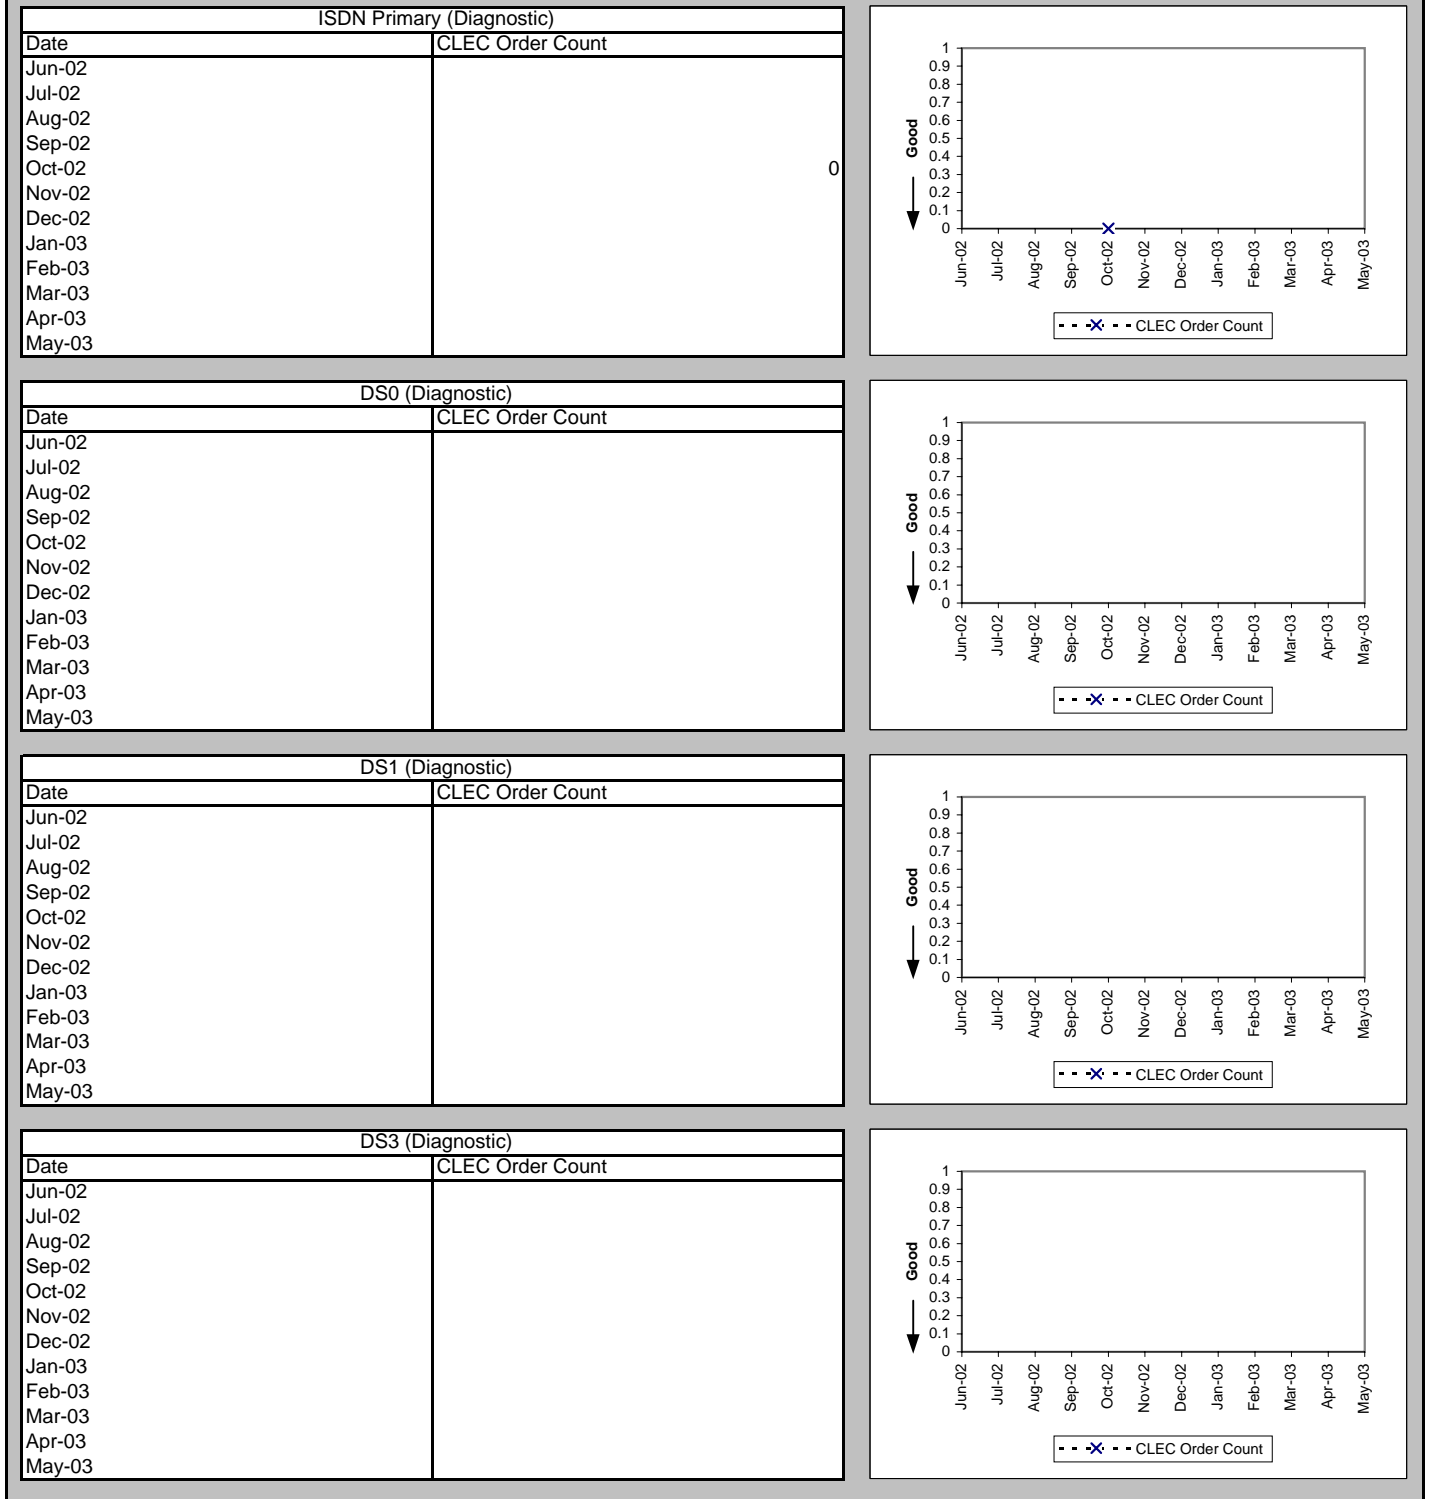 ISDN Primary (Diagnostic)
Date CLEC Order Count
Jun-02
Jul-02
Aug-02
Sep-02
Oct-02 0
Nov-02
Dec-02
Jan-03
Feb-03
Mar-03
Apr-03
May-03
1
0.9
0.8
0.7
0.6
0.5
0.4
0.3
0.2
0.1
0
Good
Jun-02
Jul-02
Aug-02
Sep-02
Oct-02
Nov-02
Dec-02
Jan-03
Feb-03
Mar-03
Apr-03
May-03
CLEC Order Count
DS0 (Diagnostic)
Date CLEC Order Count
Jun-02
Jul-02
Aug-02
Sep-02
Oct-02
Nov-02
Dec-02
Jan-03
Feb-03
Mar-03
Apr-03
May-03
1
0.9
0.8
0.7
0.6
0.5
0.4
0.3
0.2
0.1
0
Good
Jun-02
Jul-02
Aug-02
Sep-02
Oct-02
Nov-02
Dec-02
Jan-03
Feb-03
Mar-03
Apr-03
May-03
CLEC Order Count
DS1 (Diagnostic)
Date CLEC Order Count
Jun-02
Jul-02
Aug-02
Sep-02
Oct-02
Nov-02
Dec-02
Jan-03
Feb-03
Mar-03
Apr-03
May-03
1
0.9
0.8
0.7
0.6
0.5
0.4
0.3
0.2
0.1
0
Good
Jun-02
Jul-02
Aug-02
Sep-02
Oct-02
Nov-02
Dec-02
Jan-03
Feb-03
Mar-03
Apr-03
May-03
CLEC Order Count
DS3 (Diagnostic)
Date CLEC Order Count
Jun-02
Jul-02
Aug-02
Sep-02
Oct-02
Nov-02
Dec-02
Jan-03
Feb-03
Mar-03
Apr-03
May-03
1
0.9
0.8
0.7
0.6
0.5
0.4
0.3
0.2
0.1
0
Good
Jun-02
Jul-02
Aug-02
Sep-02
Oct-02
Nov-02
Dec-02
Jan-03
Feb-03
Mar-03
Apr-03
May-03
CLEC Order Count